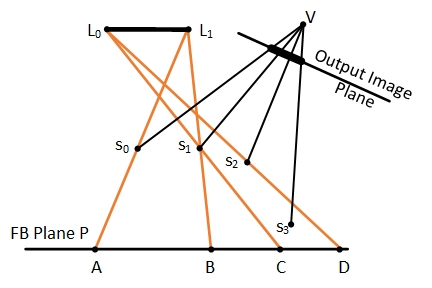 L₀
L₁
V
Output Image
Plane
s₀
s₁
s₂
s₃
FB Plane P
A
B
C
D